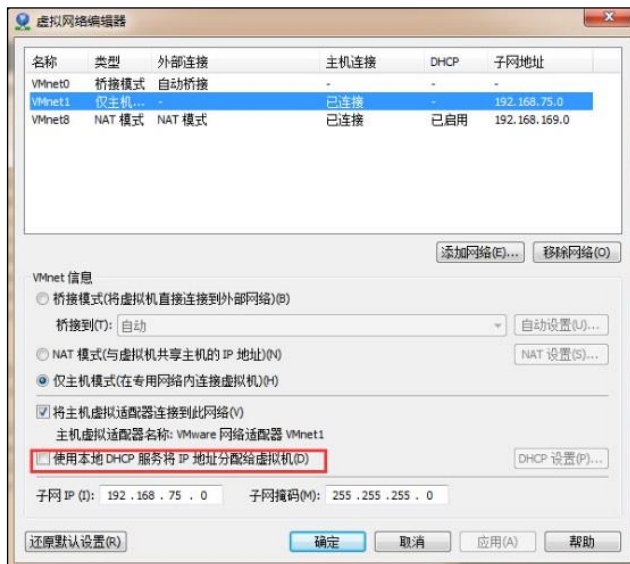 虚拟网络编辑器
名称 类型 外部连接 主机连接 DHCP 子网地址
VMnet0 桥接模式 自动桥接 - - -
VMnet1 仅主机... - 已连接 - 192.168.75.0
VMnet8 NAT 模式 NAT 模式 已连接 已启用 192.168.169.0
添加网络(E)... 移除网络(O)
VMnet 信息
桥接模式(将虚拟机直接连接到外部网络)(B)
桥接到(T): 自动 自动设置(U)...
NAT 模式(与虚拟机共享主机的 IP 地址)(N) NAT 设置(S)...
仅主机模式(在专用网络内连接虚拟机)(H)
将主机虚拟适配器连接到此网络(V)
主机虚拟适配器名称: VMware 网络适配器 VMnet1
使用本地 DHCP 服务将 IP 地址分配给虚拟机(D) DHCP 设置(P)...
子网 IP (I): 192 .168 . 75 . 0 子网掩码(M): 255 .255 .255 . 0
还原默认设置(R) 确定 取消 应用(A) 帮助